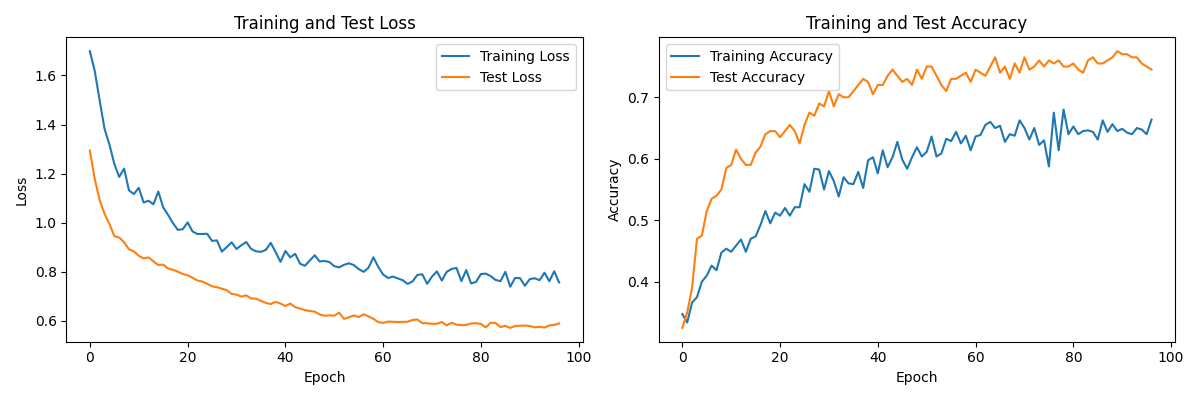 Training and Test Loss
Training Loss
Test Loss
Loss
1.6
1.4
1.2
1.0
0.8
0.6
0
20
40
60
80
100
Epoch
Training and Test Accuracy
Training Accuracy
Test Accuracy
Accuracy
0.7
0.6
0.5
0.4
0
20
40
60
80
100
Epoch